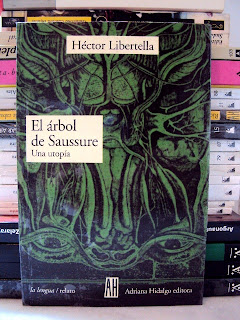 Héctor Libertella
El árbol
de Saussure
Una utopía
la lengua / relato
AH
Adriana Hidalgo editora